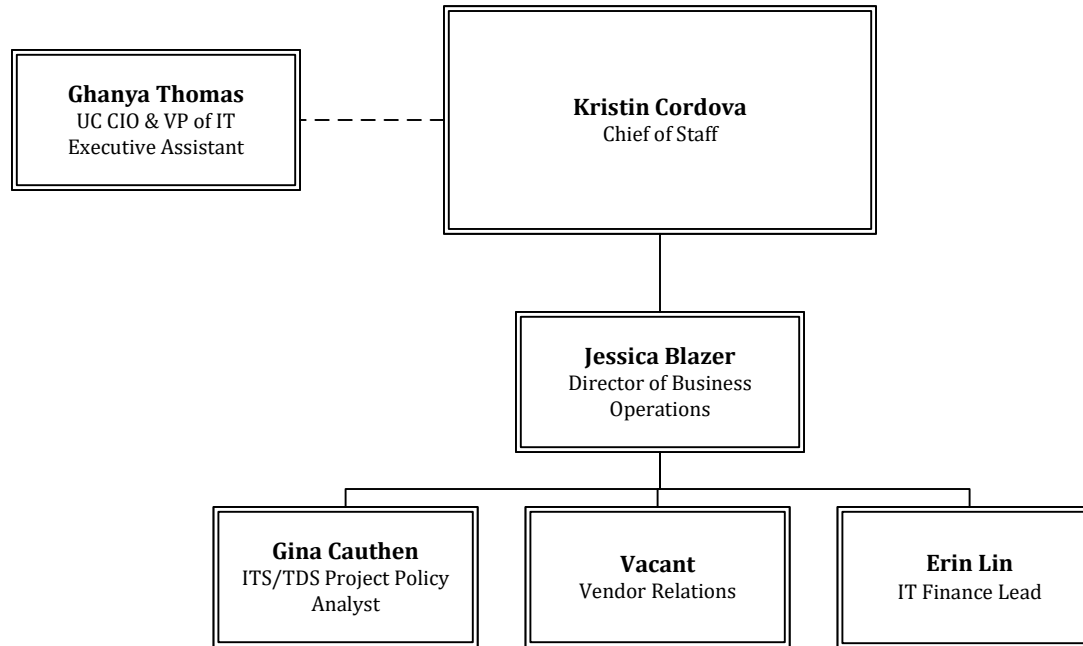 Ghanya Thomas
UC CIO & VP of IT
Executive Assistant
Kristin Cordova
Chief of Staff
Jessica Blazer
Director of Business
Operations
Gina Cauthen
ITS/TDS Project Policy
Analyst
Vacant
Vendor Relations
Erin Lin
IT Finance Lead